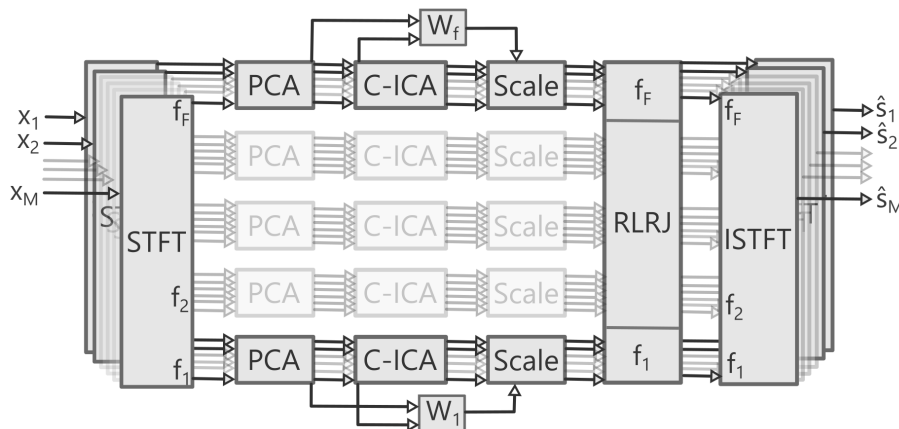 W_f
PCA C-ICA Scale
f_F f_F f_F
x_1
x_2
x_M
ŝ_1
ŝ_2
ŝ_M
PCA C-ICA Scale
STFT PCA C-ICA Scale RLRJ ISTFT
f_2 PCA C-ICA Scale f_2
f_1 PCA C-ICA Scale f_1 f_1
W_1